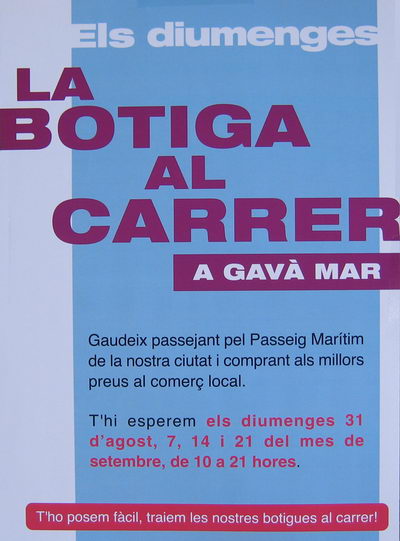 Els diumenges
LA
BOTIGA
AL
CARRER
A GAVÀ MAR
Gaudeix passejant pel Passeig Marítim
de la nostra ciutat i comprant als millors
preus al comerç local.
T'hi esperem els diumenges 31
d'agost, 7, 14 i 21 del mes de
setembre, de 10 a 21 hores.
T'ho posem fàcil, traiem les nostres botigues al carrer!